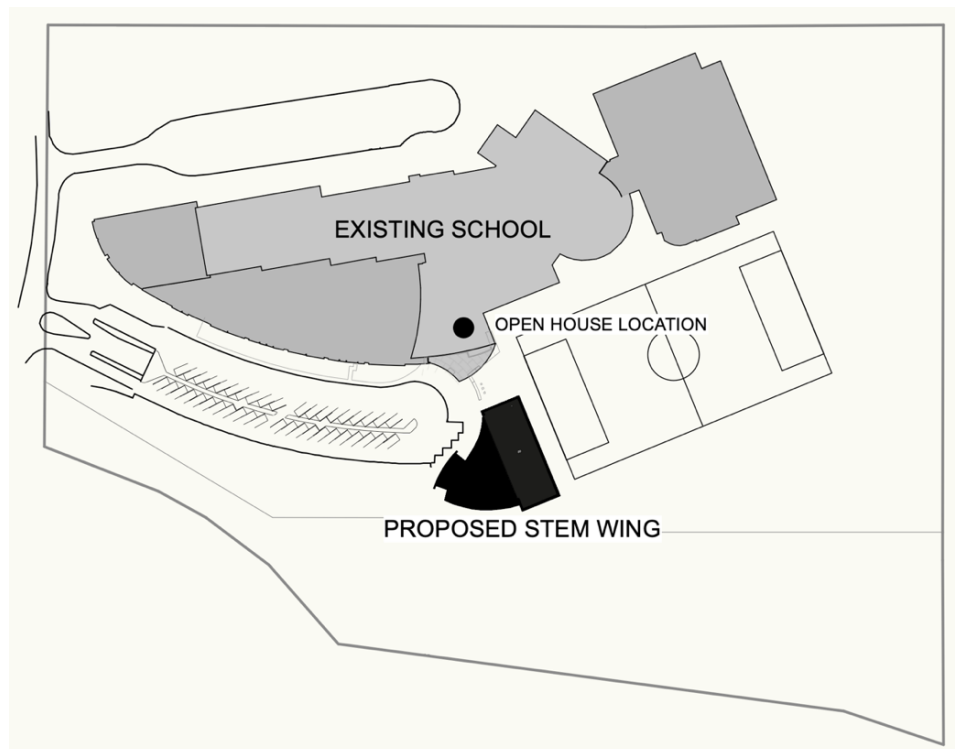 EXISTING SCHOOL
OPEN HOUSE LOCATION
PROPOSED STEM WING